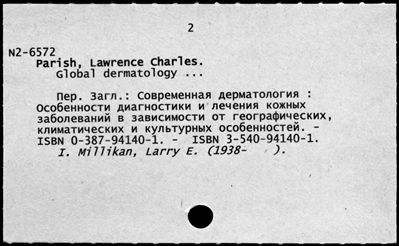 2
N2-6572
Parish, Lawrence Charles.
Global dermatology ...
Пер. Загл.: Современная дерматология :
Особенности диагностики и лечения кожных
заболеваний в зависимости от географических,
климатических и культурных особенностей. -
ISBN 0-387-94140-1. - ISBN 3-540-94140-1.
I. Millikan, Larry E. (1938- ).